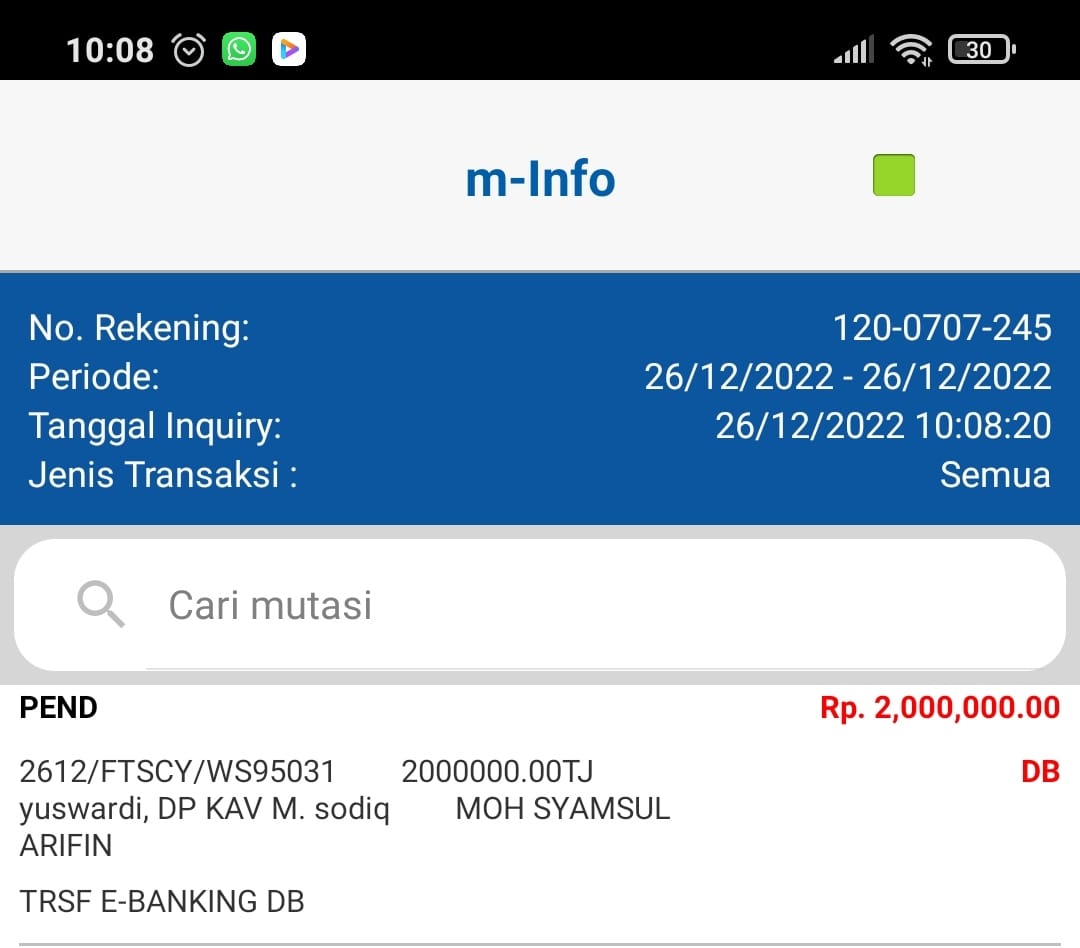 10:08 30
m-Info
No. Rekening: 120-0707-245
Periode: 26/12/2022 - 26/12/2022
Tanggal Inquiry: 26/12/2022 10:08:20
Jenis Transaksi : Semua
Cari mutasi
PEND Rp. 2,000,000.00
2612/FTSCY/WS95031 2000000.00TJ DB
yuswardi, DP KAV M. sodiq MOH SYAMSUL
ARIFIN
TRSF E-BANKING DB